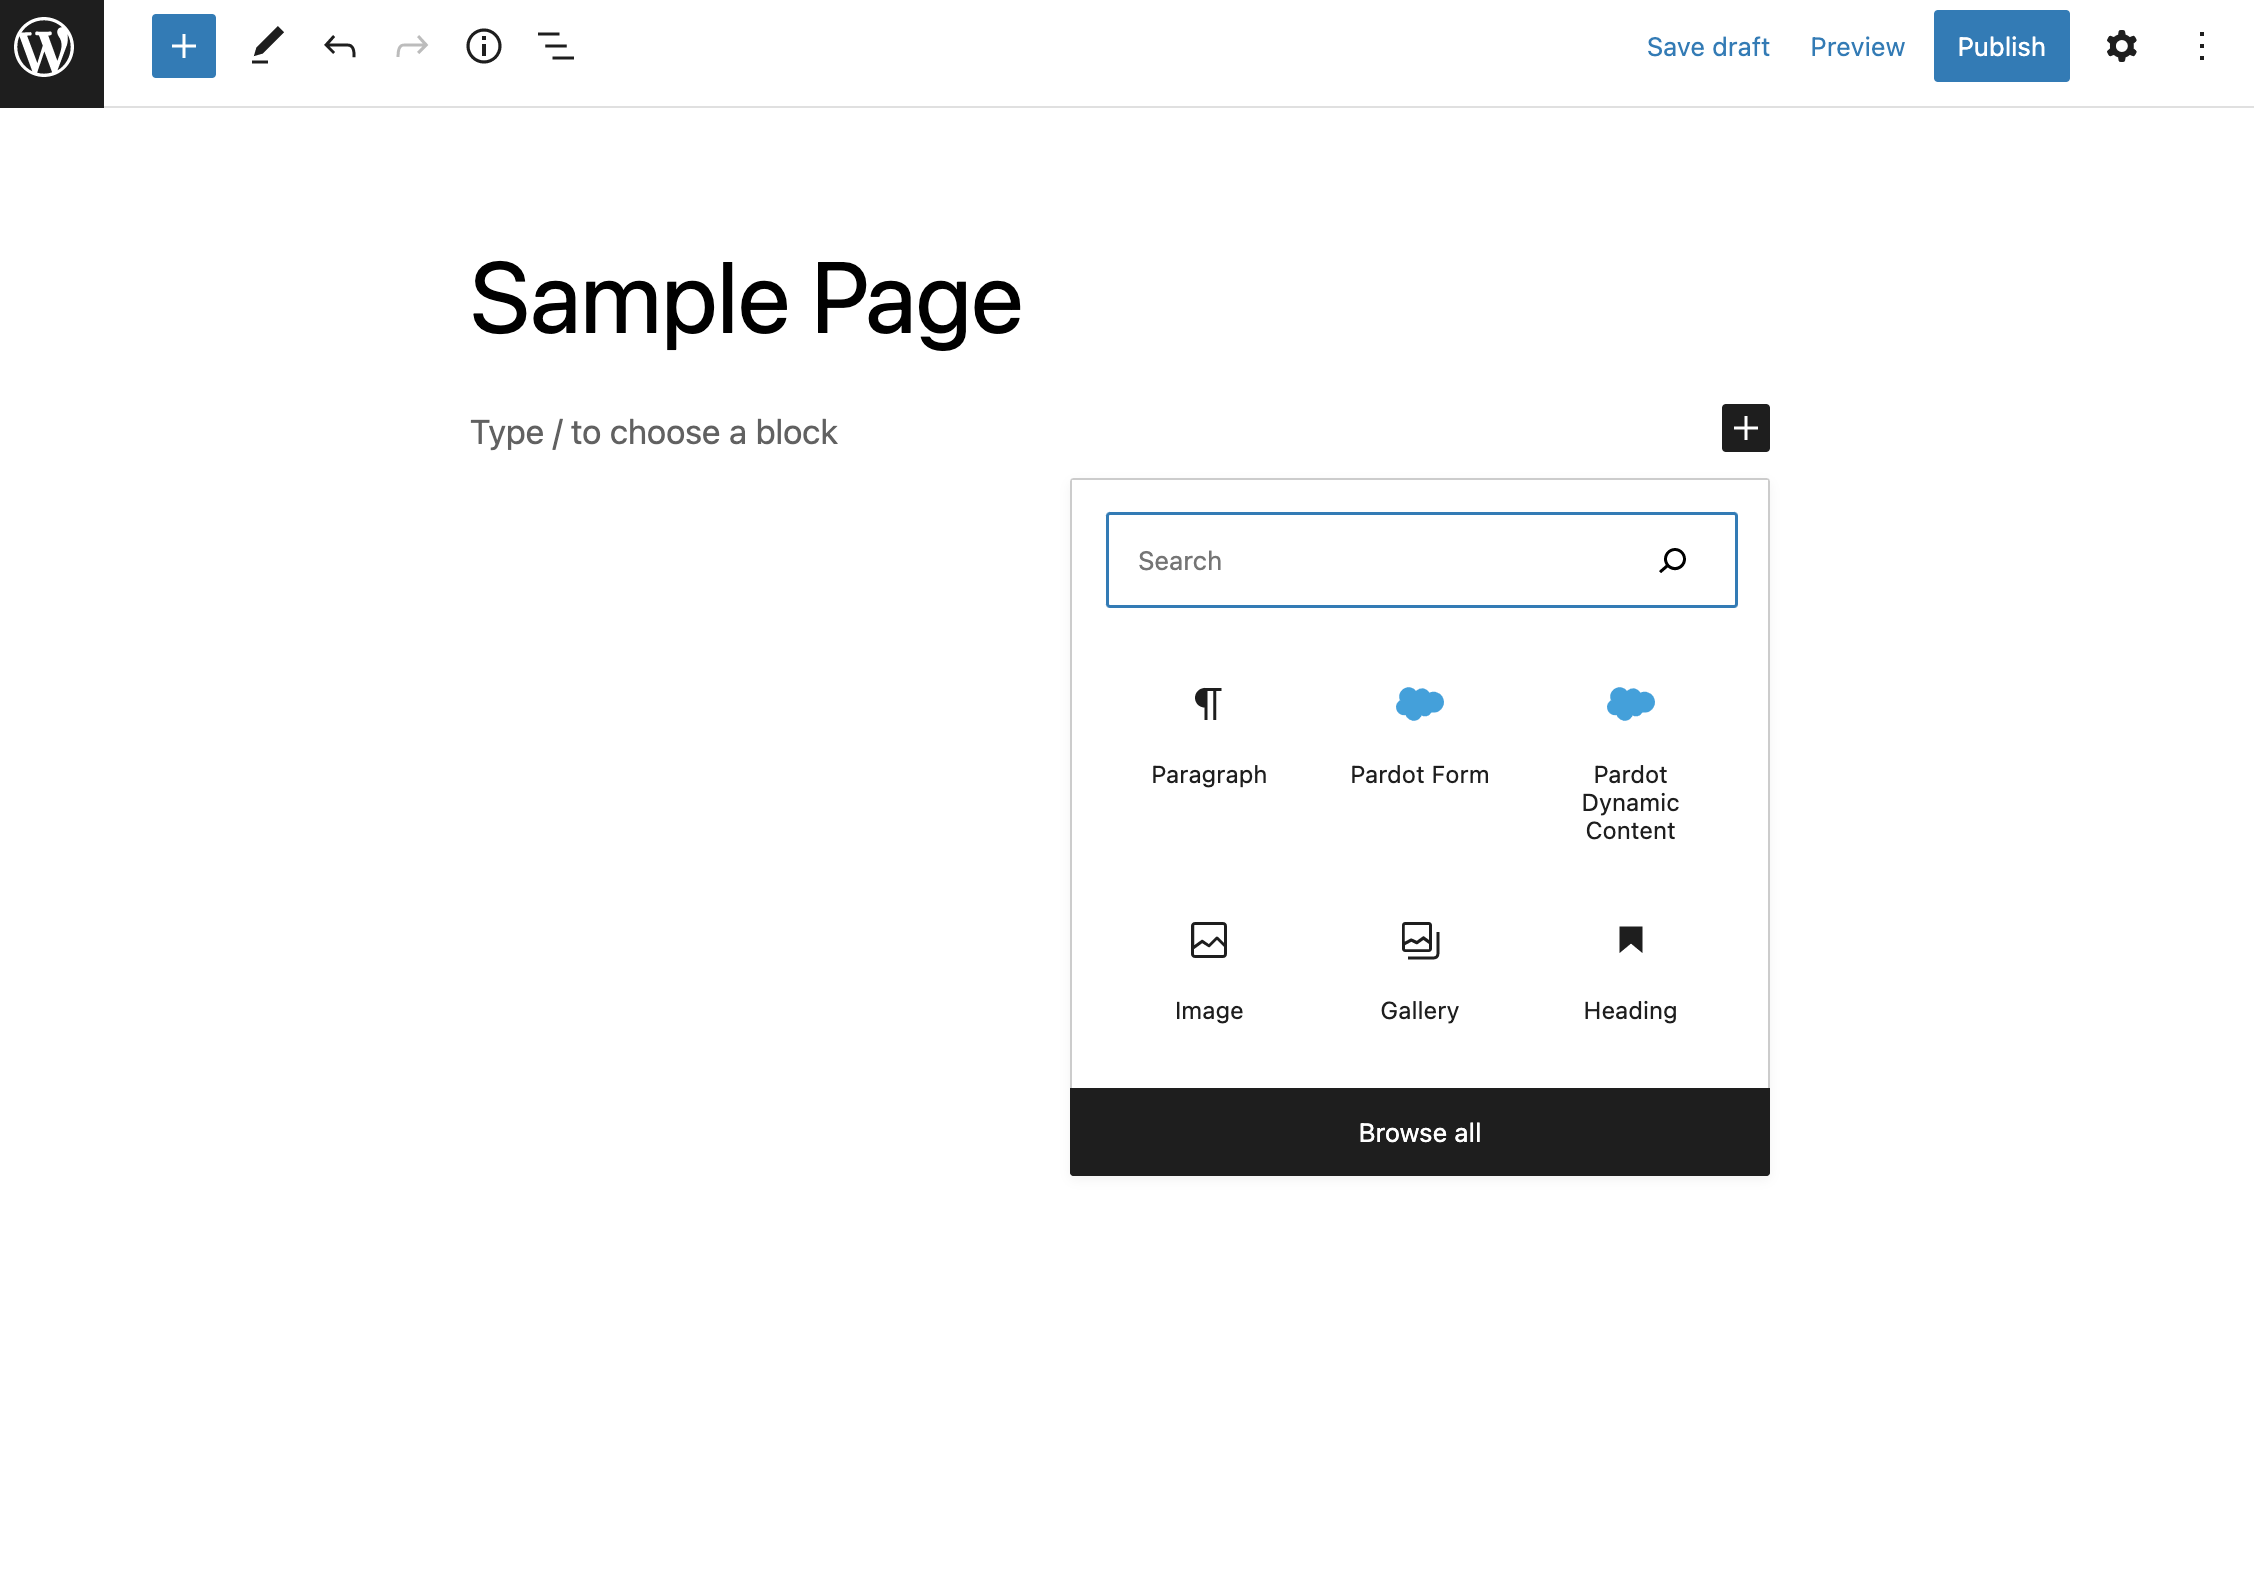 Save draft Preview Publish
Sample Page
Type / to choose a block
Search
Paragraph Pardot Form Pardot
Dynamic
Content
Image Gallery Heading
Browse all